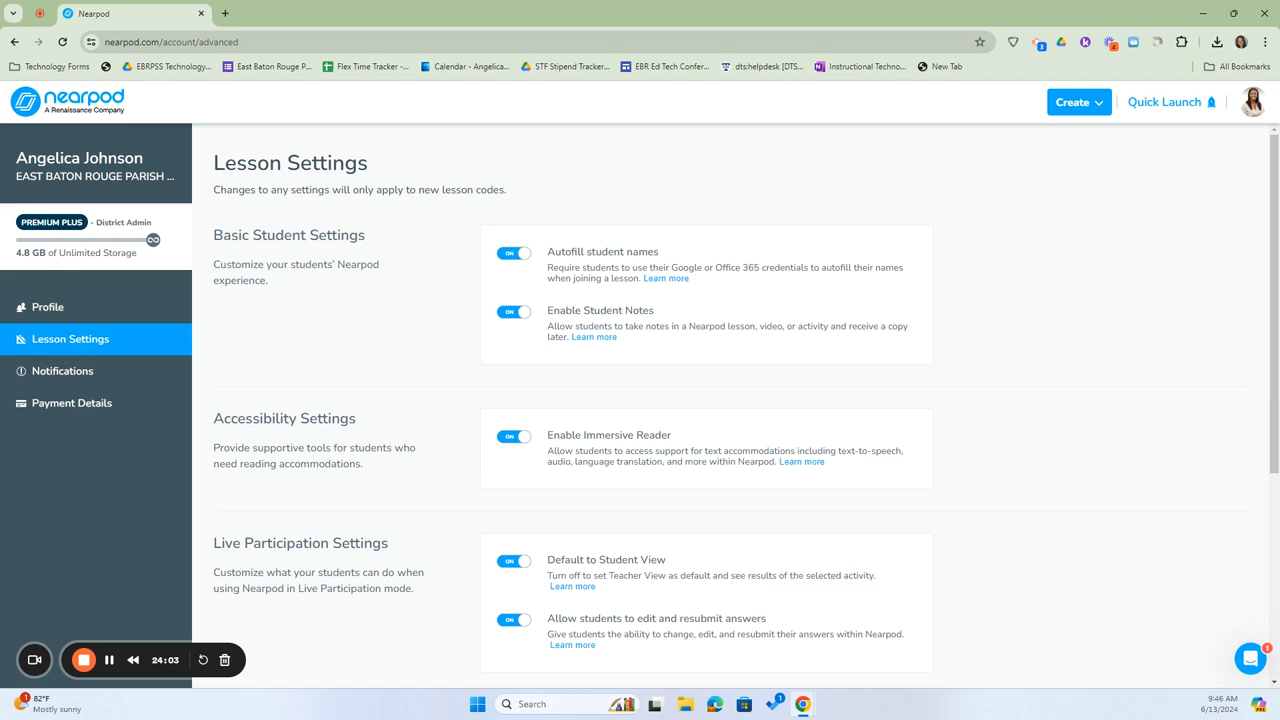 Nearpod
nearpod.com/account/advanced
3
4
Technology Forms
EBRPSS Technology...
East Baton Rouge P...
Flex Time Tracker -...
Calendar - Angelica...
STF Stipend Tracker...
EBR Ed Tech Confer...
dts:helpdesk [DTS...
Instructional Techno...
New Tab
All Bookmarks
nearpod
A Renaissance Company
Create
Quick Launch
Angelica Johnson
EAST BATON ROUGE PARISH ...
PREMIUM PLUS - District Admin
4.8 GB of Unlimited Storage
Profile
Lesson Settings
Notifications
Payment Details
Lesson Settings
Changes to any settings will only apply to new lesson codes.
Basic Student Settings
Customize your students' Nearpod
experience.
ON
Autofill student names
Require students to use their Google or Office 365 credentials to autofill their names
when joining a lesson. Learn more
ON
Enable Student Notes
Allow students to take notes in a Nearpod lesson, video, or activity and receive a copy
later. Learn more
Accessibility Settings
Provide supportive tools for students who
need reading accommodations.
ON
Enable Immersive Reader
Allow students to access support for text accommodations including text-to-speech,
audio, language translation, and more within Nearpod. Learn more
Live Participation Settings
Customize what your students can do when
using Nearpod in Live Participation mode.
ON
Default to Student View
Turn off to set Teacher View as default and see results of the selected activity.
Learn more
ON
Allow students to edit and resubmit answers
Give students the ability to change, edit, and resubmit their answers within Nearpod.
Learn more
24:03
1
1
82°F
Mostly sunny
Search
1
9:46 AM
6/13/2024